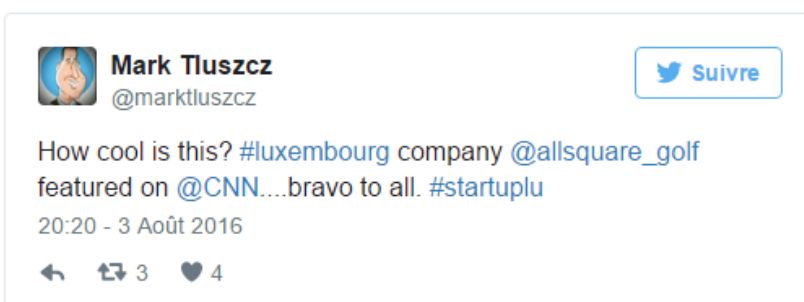 Mark Tluszcz
@marktluszcz
Suivre
How cool is this? #luxembourg company @allsquare_golf
featured on @CNN....bravo to all. #startuplu
20:20 - 3 Août 2016
3 4